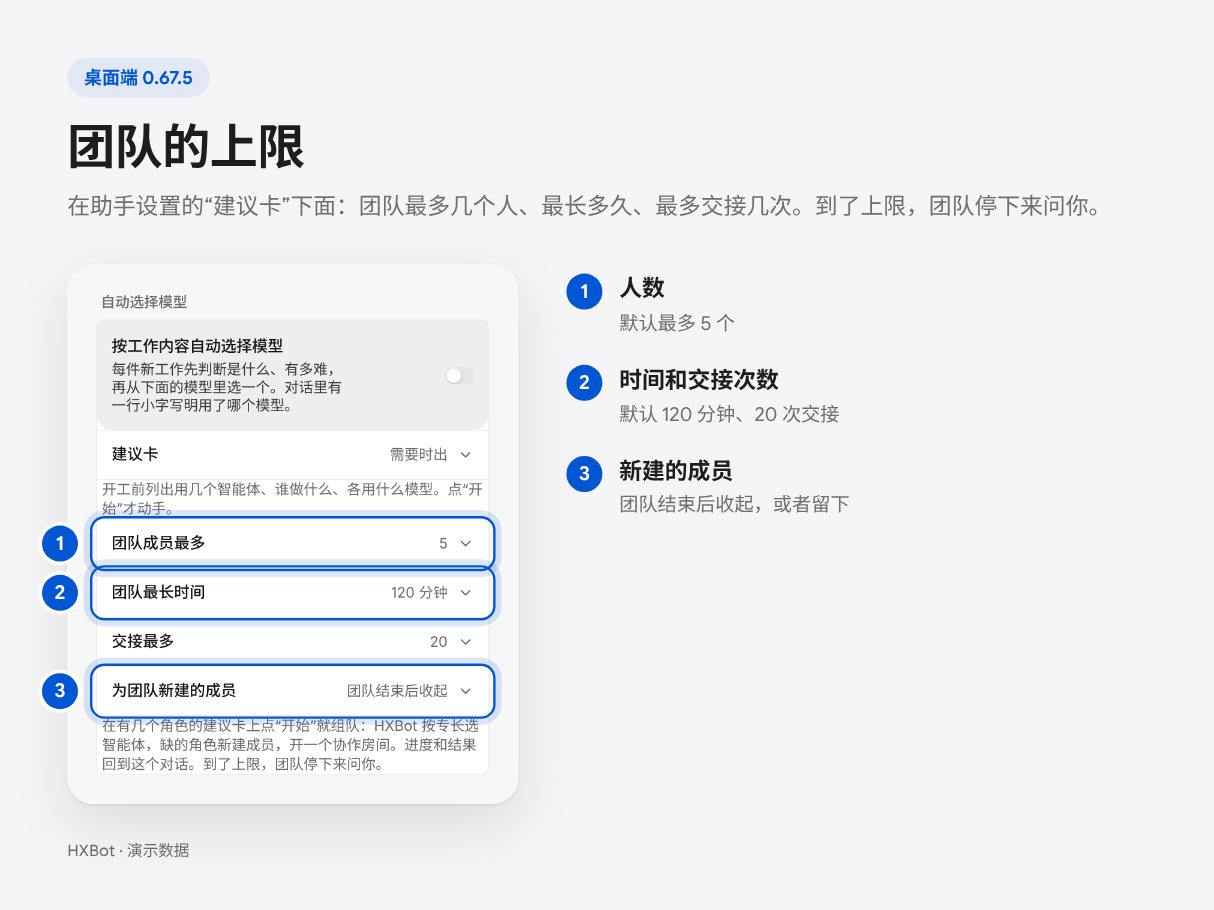 桌面端 0.67.5
团队的上限
在助手设置的“建议卡”下面：团队最多几个人、最长多久、最多交接几次。到了上限，团队停下来问你。
自动选择模型
按工作内容自动选择模型
每件新工作先判断是什么、有多难，
再从下面的模型里选一个。对话里有
一行小字写明用了哪个模型。
建议卡 需要时出
开工前列出用几个智能体、谁做什么、各用什么模型。点“开
始”才动手。
1 团队成员最多 5
2 团队最长时间 120 分钟
交接最多 20
3 为团队新建的成员 团队结束后收起
在有几个角色的建议卡上点“开始”就组队：HXBot 按专长选
智能体，缺的角色新建成员，开一个协作房间。进度和结果
回到这个对话。到了上限，团队停下来问你。
1 人数
默认最多 5 个
2 时间和交接次数
默认 120 分钟、20 次交接
3 新建的成员
团队结束后收起，或者留下
HXBot · 演示数据